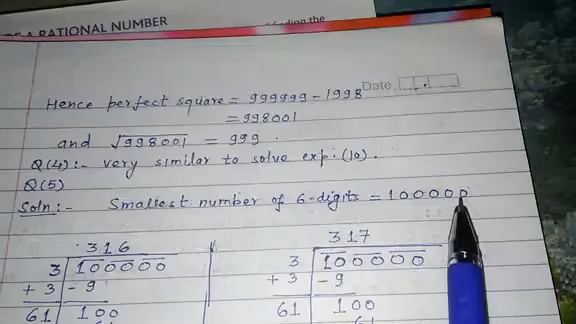 A RATIONAL NUMBER
finding the
Date
Hence perfect square = 999999 - 1998
= 998001
and √998001 = 999.
Q(4):- very similar to solve exp:(10).
Q(5)
Soln:- Smallest number of 6-digits = 100000
316
3 | 100000
+3 | -9
61 | 100
317
3 | 100000
+3 | -9
61 | 100